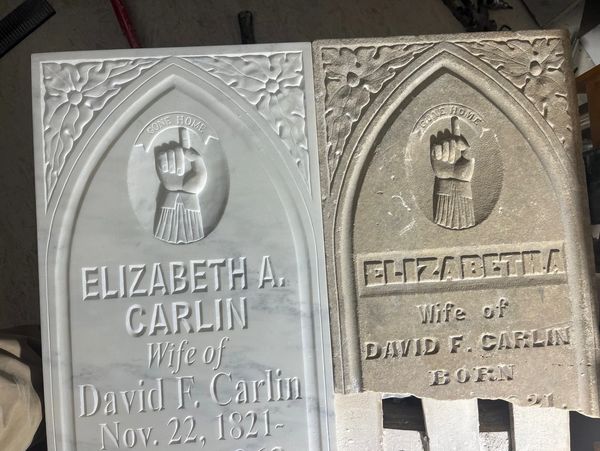 GONE HOME
ELIZABETH A.
CARLIN
Wife of
David F. Carlin
Nov. 22, 1821-
GONE HOME
ELIZABETH A
Wife of
DAVID F. CARLIN
BORN